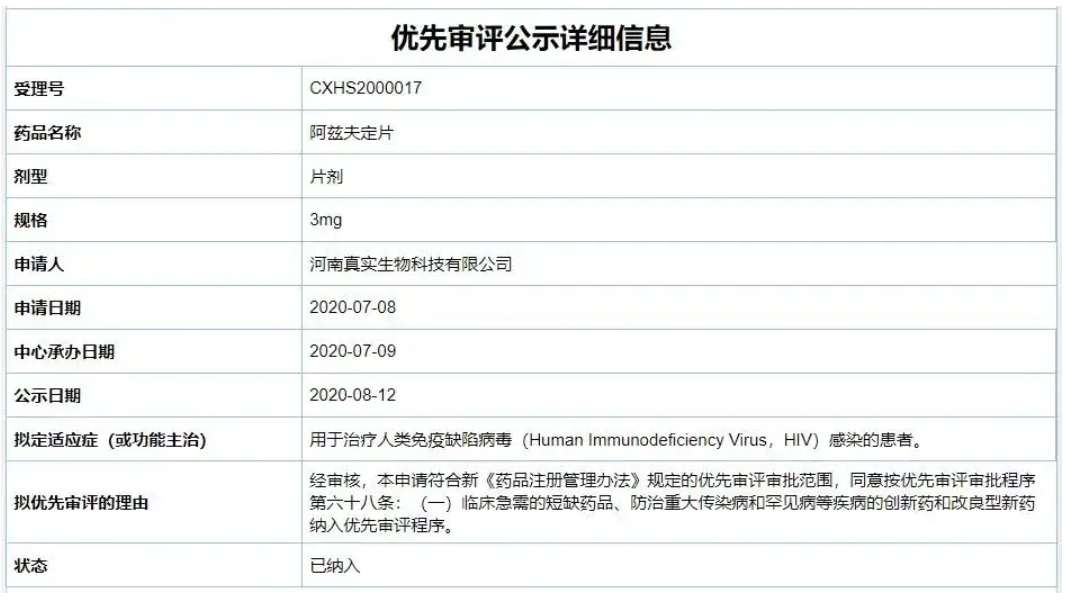 优先审评公示详细信息
受理号 CXHS2000017
药品名称 阿兹夫定片
剂型 片剂
规格 3mg
申请人 河南真实生物科技有限公司
申请日期 2020-07-08
中心承办日期 2020-07-09
公示日期 2020-08-12
拟定适应症（或功能主治） 用于治疗人类免疫缺陷病毒（Human Immunodeficiency Virus，HIV）感染的患者。
拟优先审评的理由 经审核，本申请符合新《药品注册管理办法》规定的优先审评审批范围，同意按优先审评审批程序
第六十八条：（一）临床急需的短缺药品、防治重大传染病和罕见病等疾病的创新药和改良型新药
纳入优先审评程序。
状态 已纳入